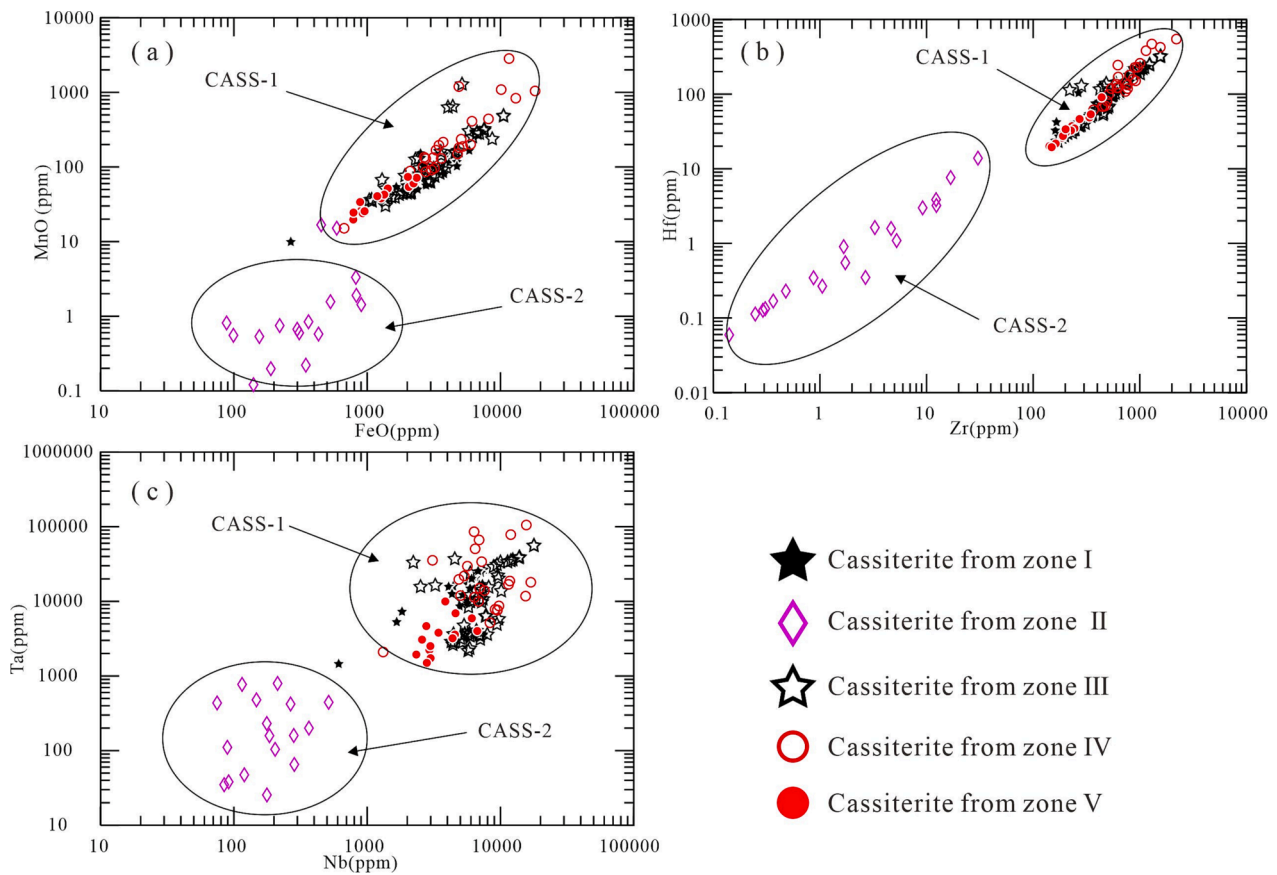 ( a )
10000
1000
100
10
1
0.1
MnO (ppm)
CASS-1
CASS-2
10
100
1000
10000
100000
FeO(ppm)
( b )
1000
100
10
1
0.1
0.01
Hf(ppm)
CASS-1
CASS-2
0.1
1
10
100
1000
10000
Zr(ppm)
( c )
1000000
100000
10000
1000
100
10
Ta(ppm)
CASS-1
CASS-2
10
100
1000
10000
100000
Nb(ppm)
Cassiterite from zone I
Cassiterite from zone II
Cassiterite from zone III
Cassiterite from zone IV
Cassiterite from zone V